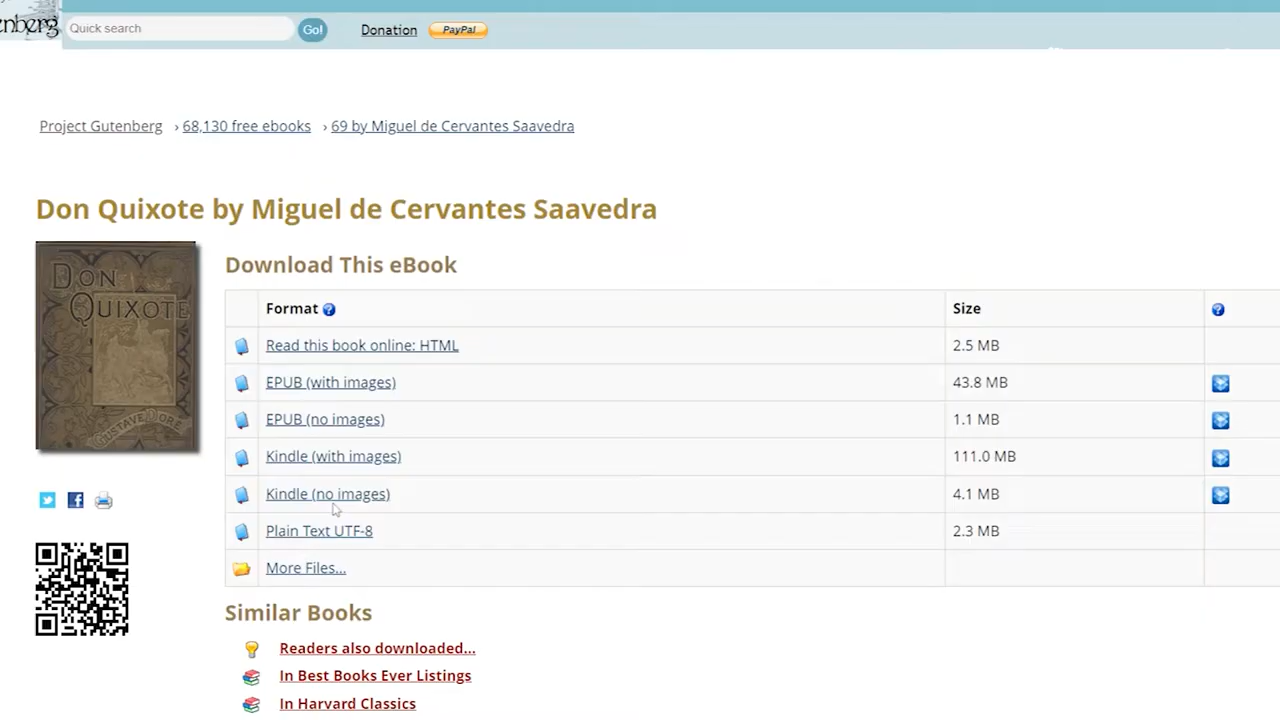 Quick search
Go!
Donation
PayPal
Project Gutenberg › 68,130 free ebooks › 69 by Miguel de Cervantes Saavedra
Don Quixote by Miguel de Cervantes Saavedra
DON
QUIXOTE
GUSTAVE DORE
Download This eBook
Format ? Size ?
Read this book online: HTML 2.5 MB
EPUB (with images) 43.8 MB
EPUB (no images) 1.1 MB
Kindle (with images) 111.0 MB
Kindle (no images) 4.1 MB
Plain Text UTF-8 2.3 MB
More Files...
Similar Books
Readers also downloaded...
In Best Books Ever Listings
In Harvard Classics